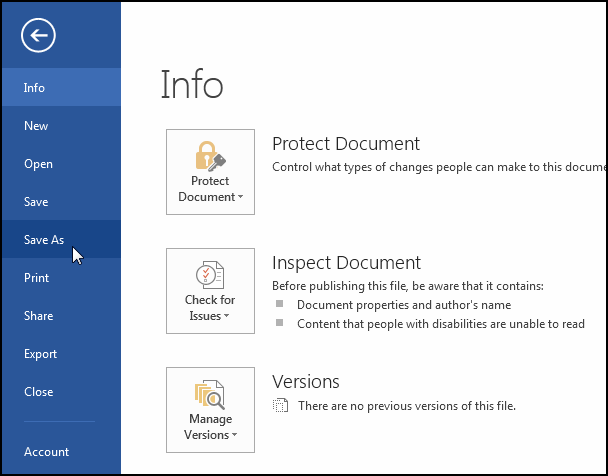 Info
New
Open
Save
Save As
Print
Share
Export
Close
Account
Info
Protect
Document
Protect Document
Control what types of changes people can make to this docume
Check for
Issues
Inspect Document
Before publishing this file, be aware that it contains:
Document properties and author's name
Content that people with disabilities are unable to read
Manage
Versions
Versions
There are no previous versions of this file.